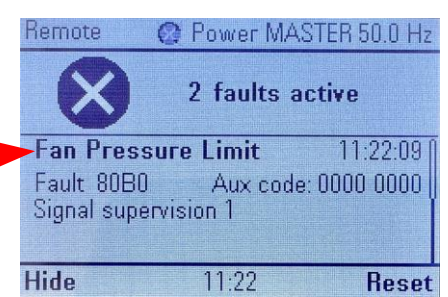 Remote Power MASTER 50.0 Hz
2 faults active
Fan Pressure Limit 11:22:09
Fault 80B0 Aux code: 0000 0000
Signal supervision 1
Hide 11:22 Reset